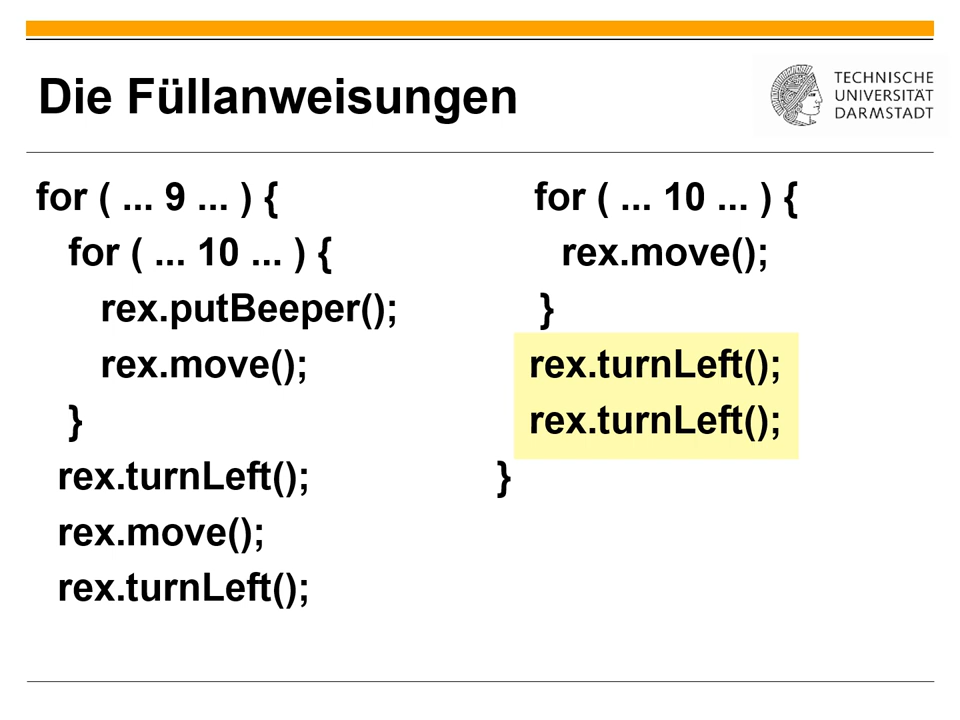 Die Füllanweisungen
TECHNISCHE
UNIVERSITÄT
DARMSTADT
for ( ... 9 ... ) {
for ( ... 10 ... ) {
rex.putBeeper();
rex.move();
}
rex.turnLeft();
rex.move();
rex.turnLeft();
for ( ... 10 ... ) {
rex.move();
}
rex.turnLeft();
rex.turnLeft();
}